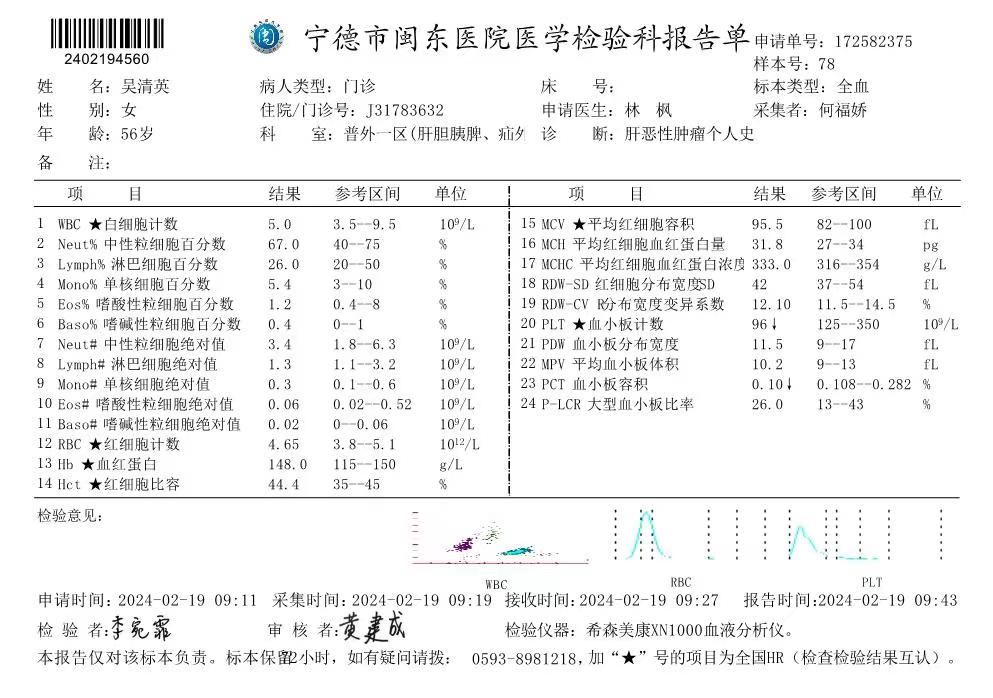 宁德市闽东医院医学检验科报告单
申请单号: 172582375
2402194560
样本号: 78
姓 名: 吴清英 病人类型: 门诊 床 号: 标本类型: 全血
性 别: 女 住院/门诊号: J31783632 申请医生: 林 枫 采集者: 何福娇
年 龄: 56岁 科 室: 普外一区(肝胆胰脾、疝外 诊 断: 肝恶性肿瘤个人史
备 注:
项 目 结果 参考区间 单位 项 目 结果 参考区间 单位
1 WBC ★白细胞计数 5.0 3.5--9.5 10⁹/L 15 MCV ★平均红细胞容积 95.5 82--100 fL
2 Neut% 中性粒细胞百分数 67.0 40--75 % 16 MCH 平均红细胞血红蛋白量 31.8 27--34 pg
3 Lymph% 淋巴细胞百分数 26.0 20--50 % 17 MCHC 平均红细胞血红蛋白浓度 333.0 316--354 g/L
4 Mono% 单核细胞百分数 5.4 3--10 % 18 RDW-SD 红细胞分布宽度SD 42 37--54 fL
5 Eos% 嗜酸性粒细胞百分数 1.2 0.4--8 % 19 RDW-CV R分布宽度变异系数 12.10 11.5--14.5 %
6 Baso% 嗜碱性粒细胞百分数 0.4 0--1 % 20 PLT ★血小板计数 96↓ 125--350 10⁹/L
7 Neut# 中性粒细胞绝对值 3.4 1.8--6.3 10⁹/L 21 PDW 血小板分布宽度 11.5 9--17 fL
8 Lymph# 淋巴细胞绝对值 1.3 1.1--3.2 10⁹/L 22 MPV 平均血小板体积 10.2 9--13 fL
9 Mono# 单核细胞绝对值 0.3 0.1--0.6 10⁹/L 23 PCT 血小板容积 0.10↓ 0.108--0.282 %
10 Eos# 嗜酸性粒细胞绝对值 0.06 0.02--0.52 10⁹/L 24 P-LCR 大型血小板比率 26.0 13--43 %
11 Baso# 嗜碱性粒细胞绝对值 0.02 0--0.06 10⁹/L
12 RBC ★红细胞计数 4.65 3.8--5.1 10¹²/L
13 Hb ★血红蛋白 148.0 115--150 g/L
14 Hct ★红细胞比容 44.4 35--45 %
检验意见:
WBC RBC PLT
申请时间: 2024-02-19 09:11 采集时间: 2024-02-19 09:19 接收时间: 2024-02-19 09:27 报告时间: 2024-02-19 09:43
检 验 者: 李宛霏 审 核 者: 黄建成 检验仪器: 希森美康XN1000血液分析仪。
本报告仅对该标本负责。标本保留72小时，如有疑问请拨: 0593-8981218, 加“★”号的项目为全国HR（检查检验结果互认）。